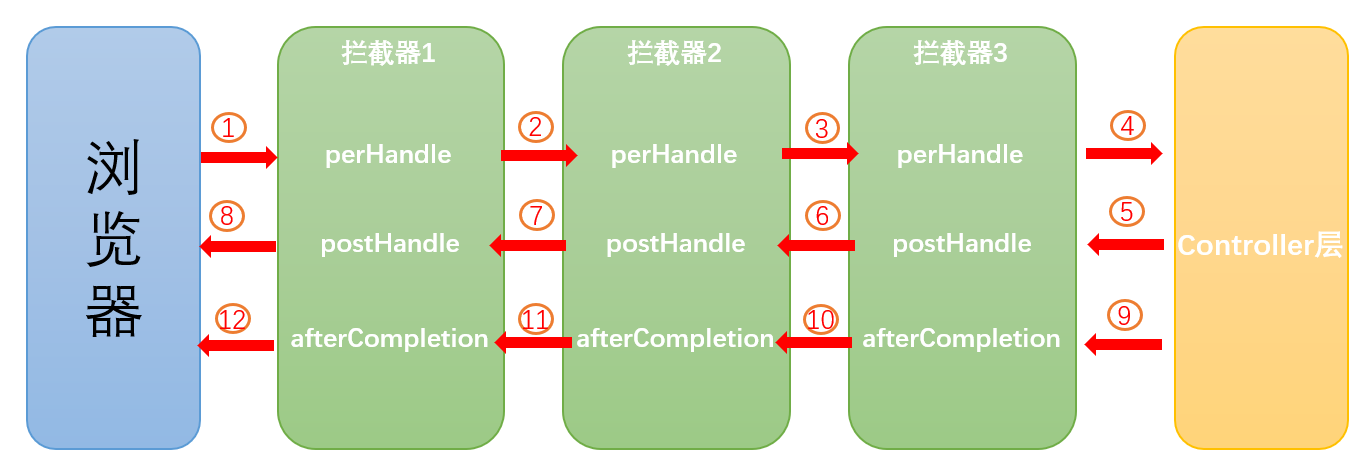 浏览器
拦截器1
拦截器2
拦截器3
① ② ③ ④
perHandle perHandle perHandle
⑧ ⑦ ⑥ ⑤
postHandle postHandle postHandle
Controller层
⑫ ⑪ ⑩ ⑨
afterCompletion afterCompletion afterCompletion